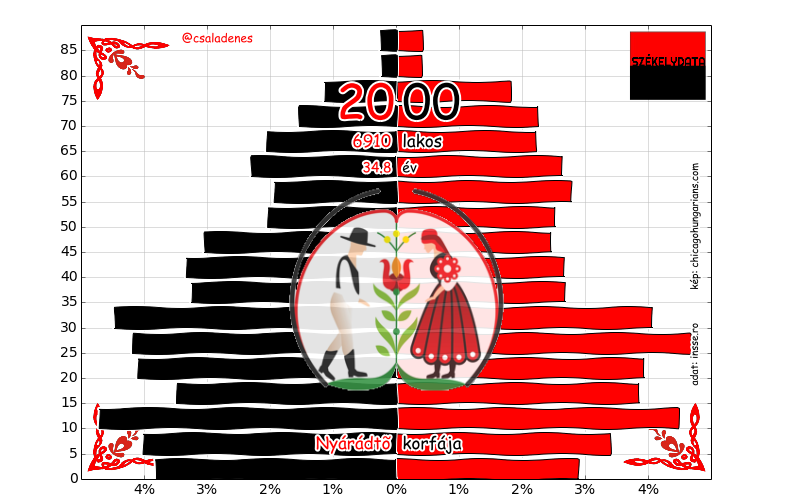 @csaladenes
SZÉKELYDATA
2000
6910 lakos
34.8 év
kép: chicagohungarians.com
adat: insse.ro
Nyárádtő korfája
85
80
75
70
65
60
55
50
45
40
35
30
25
20
15
10
5
0
4% 3% 2% 1% 0% 1% 2% 3% 4%